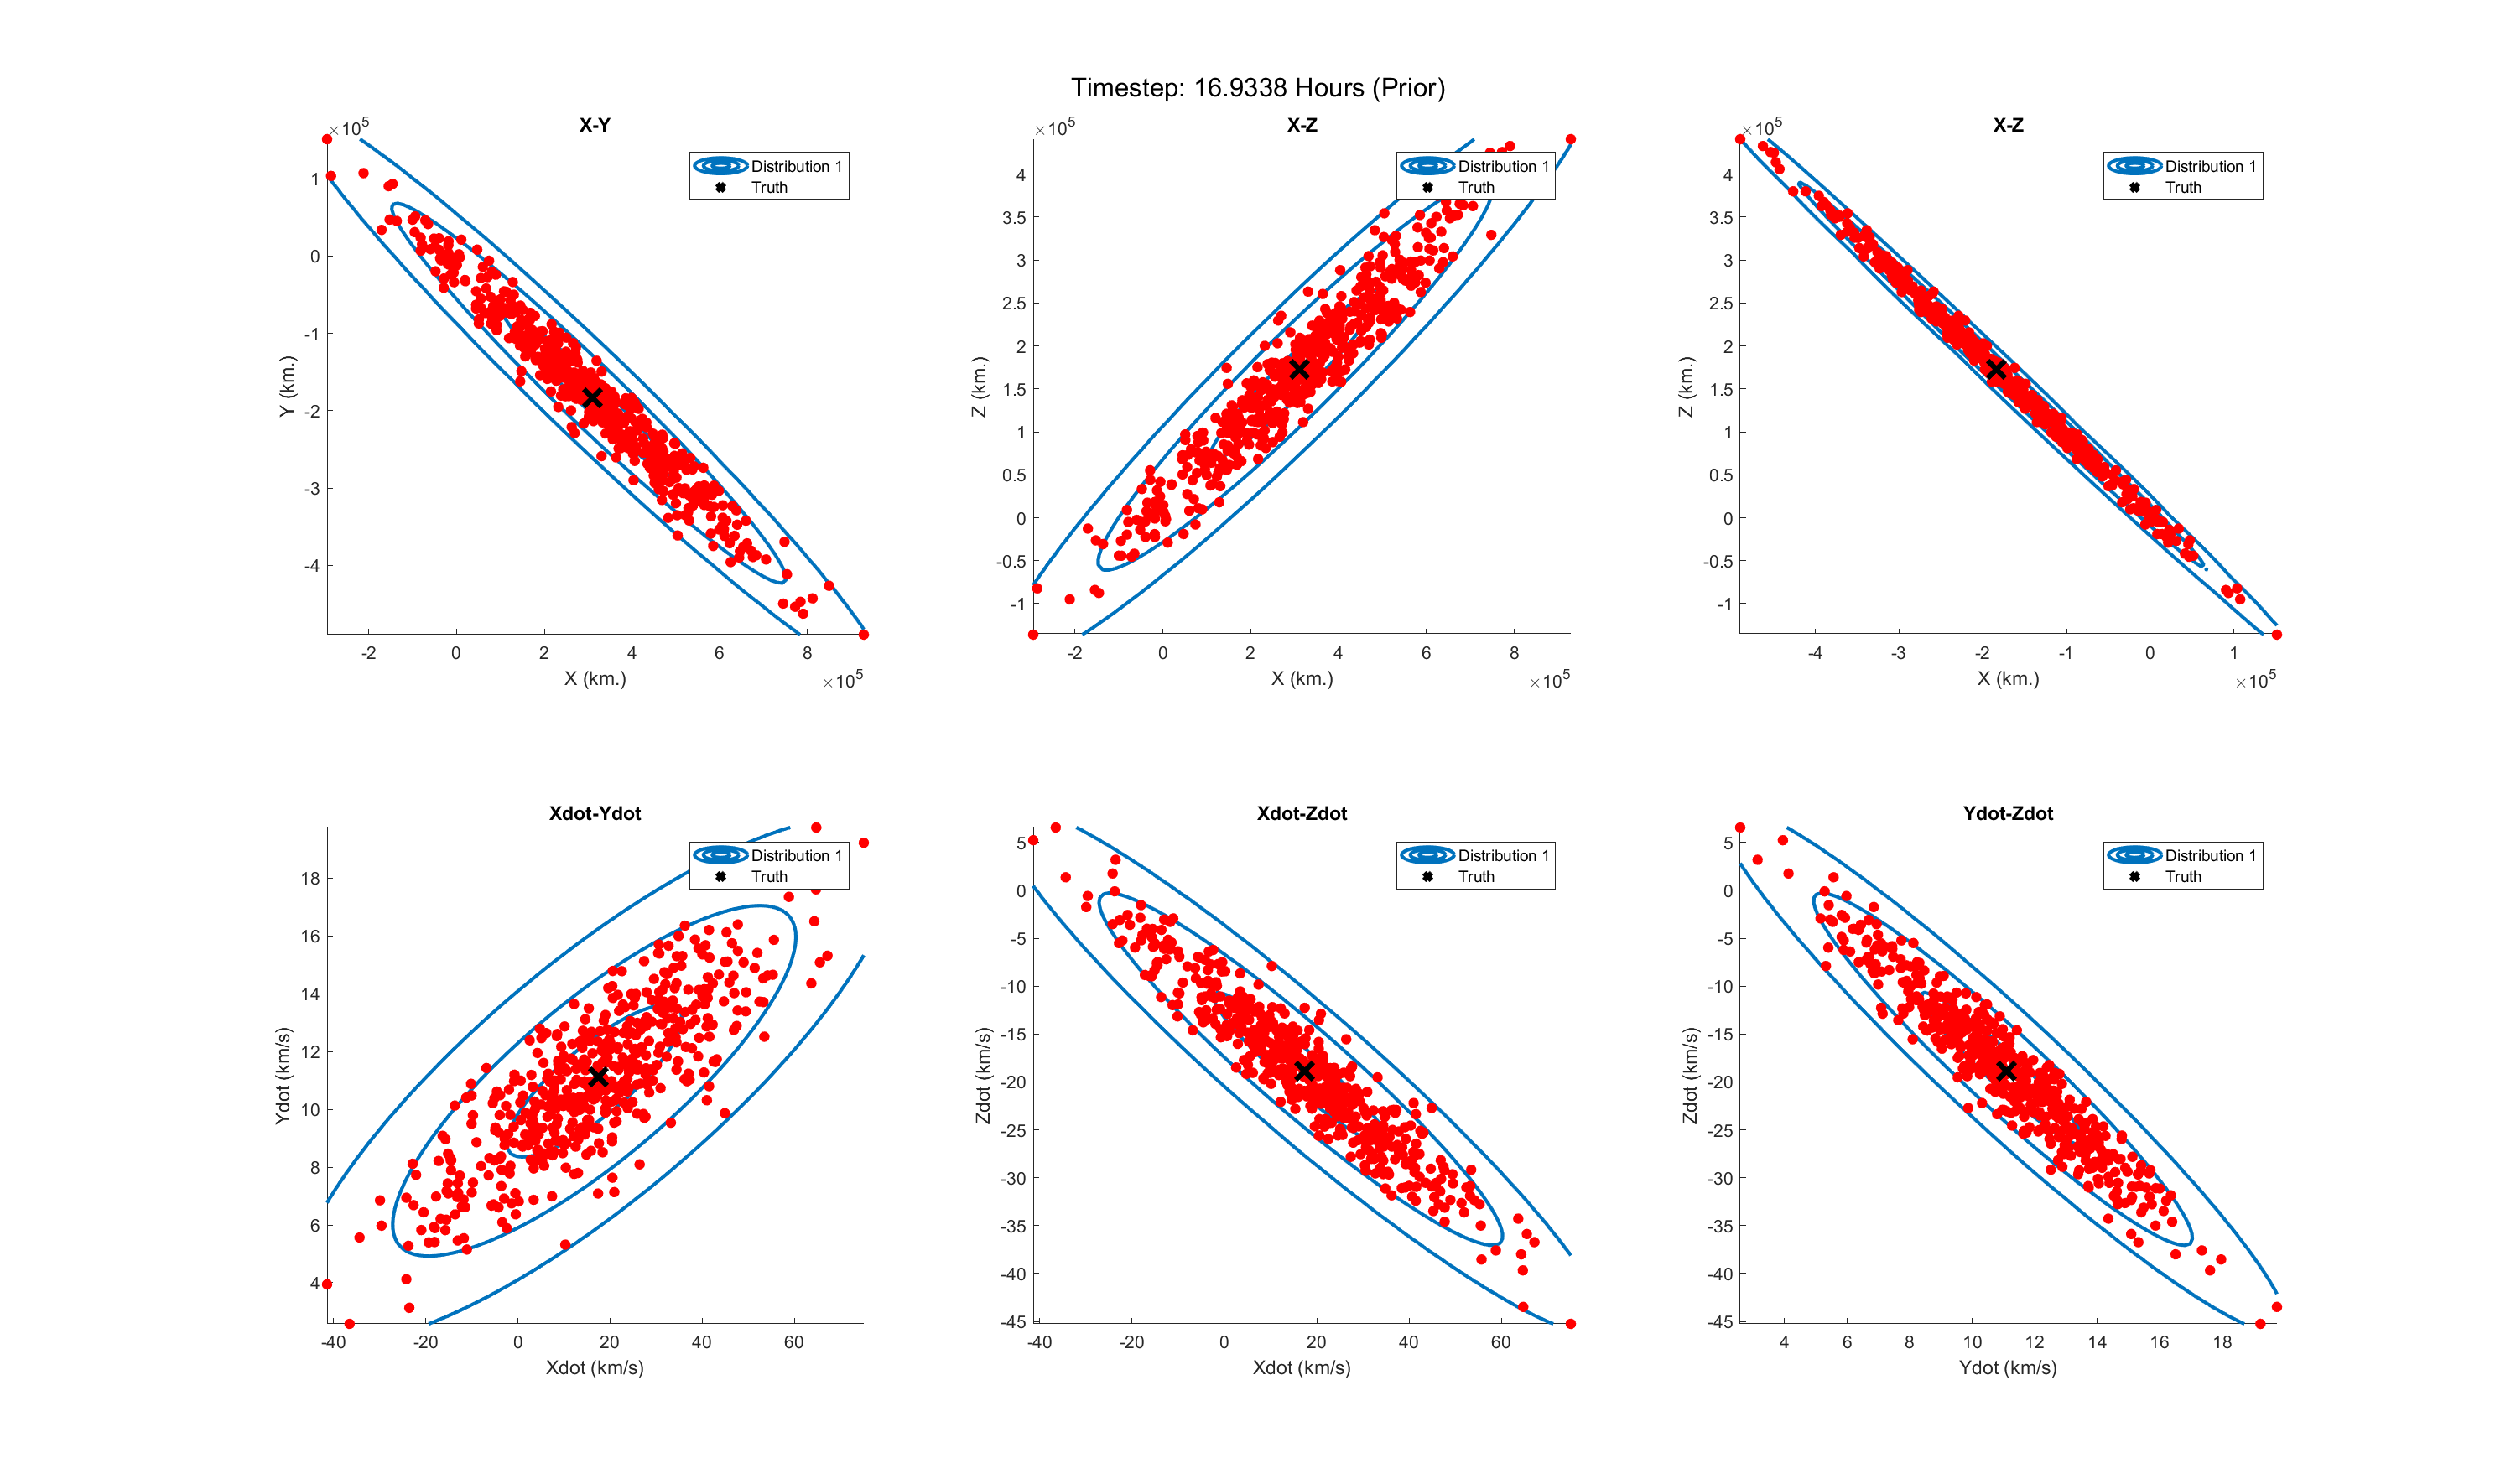 Timestep: 16.9338 Hours (Prior)
X-Y
×10^5
Distribution 1
Truth
1
0
-1
-2
-3
-4
Y (km.)
-2 0 2 4 6 8
X (km.)
×10^5
X-Z
×10^5
Distribution 1
Truth
4
3.5
3
2.5
2
1.5
1
0.5
0
-0.5
-1
Z (km.)
-2 0 2 4 6 8
X (km.)
×10^5
X-Z
×10^5
Distribution 1
Truth
4
3.5
3
2.5
2
1.5
1
0.5
0
-0.5
-1
Z (km.)
-4 -3 -2 -1 0 1
X (km.)
×10^5
Xdot-Ydot
Distribution 1
Truth
18
16
14
12
10
8
6
4
Ydot (km/s)
-40 -20 0 20 40 60
Xdot (km/s)
Xdot-Zdot
Distribution 1
Truth
5
0
-5
-10
-15
-20
-25
-30
-35
-40
-45
Zdot (km/s)
-40 -20 0 20 40 60
Xdot (km/s)
Ydot-Zdot
Distribution 1
Truth
5
0
-5
-10
-15
-20
-25
-30
-35
-40
-45
Zdot (km/s)
4 6 8 10 12 14 16 18
Ydot (km/s)